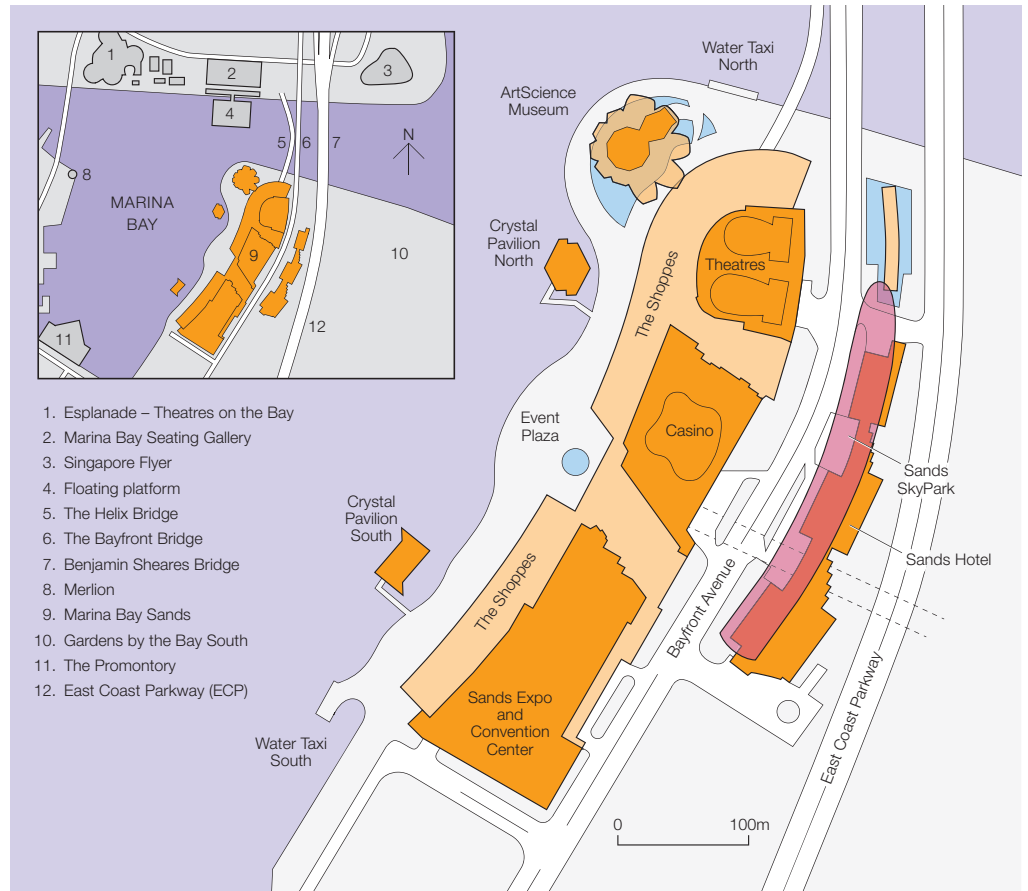 1
2
3
4
5
6
7
N
8
MARINA
BAY
9
10
11
12
1. Esplanade – Theatres on the Bay
2. Marina Bay Seating Gallery
3. Singapore Flyer
4. Floating platform
5. The Helix Bridge
6. The Bayfront Bridge
7. Benjamin Sheares Bridge
8. Merlion
9. Marina Bay Sands
10. Gardens by the Bay South
11. The Promontory
12. East Coast Parkway (ECP)
Water Taxi
North
ArtScience
Museum
Crystal
Pavilion
North
The Shoppes
Theatres
Event
Plaza
Casino
Sands
SkyPark
Crystal
Pavilion
South
Sands Hotel
The Shoppes
Bayfront Avenue
Sands Expo
and
Convention
Center
Water Taxi
South
East Coast Parkway
0
100m